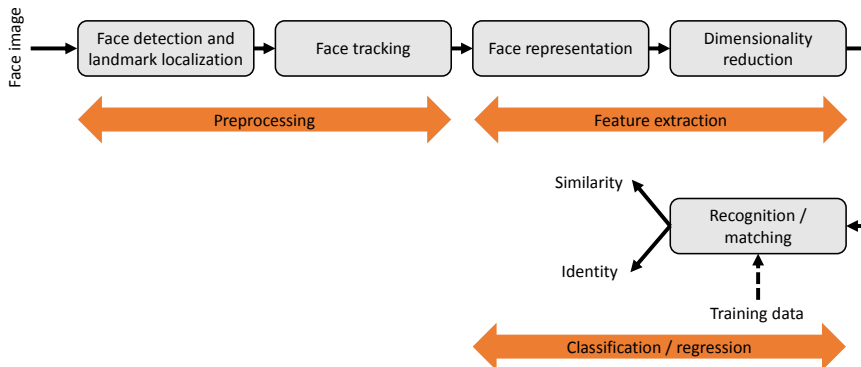 Face image
Face detection and
landmark localization
Face tracking
Face representation
Dimensionality
reduction
Preprocessing
Feature extraction
Similarity
Recognition /
matching
Identity
Training data
Classification / regression